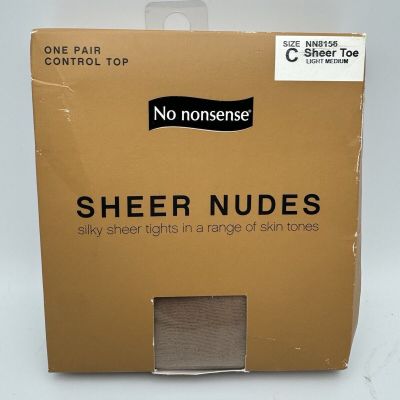 ONE PAIR
CONTROL TOP
SIZE NN8156
C Sheer Toe
LIGHT MEDIUM
No nonsense®
SHEER NUDES
silky sheer tights in a range of skin tones